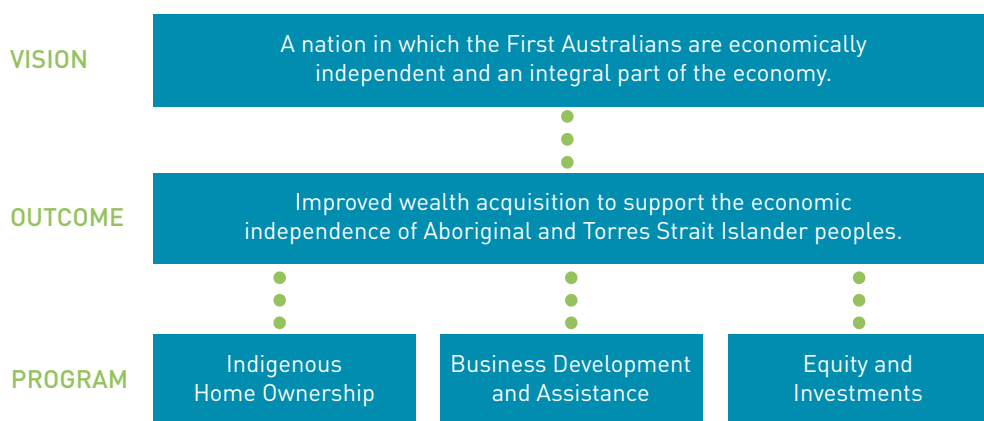 VISION
A nation in which the First Australians are economically
independent and an integral part of the economy.
OUTCOME
Improved wealth acquisition to support the economic
independence of Aboriginal and Torres Strait Islander peoples.
PROGRAM
Indigenous
Home Ownership
Business Development
and Assistance
Equity and
Investments